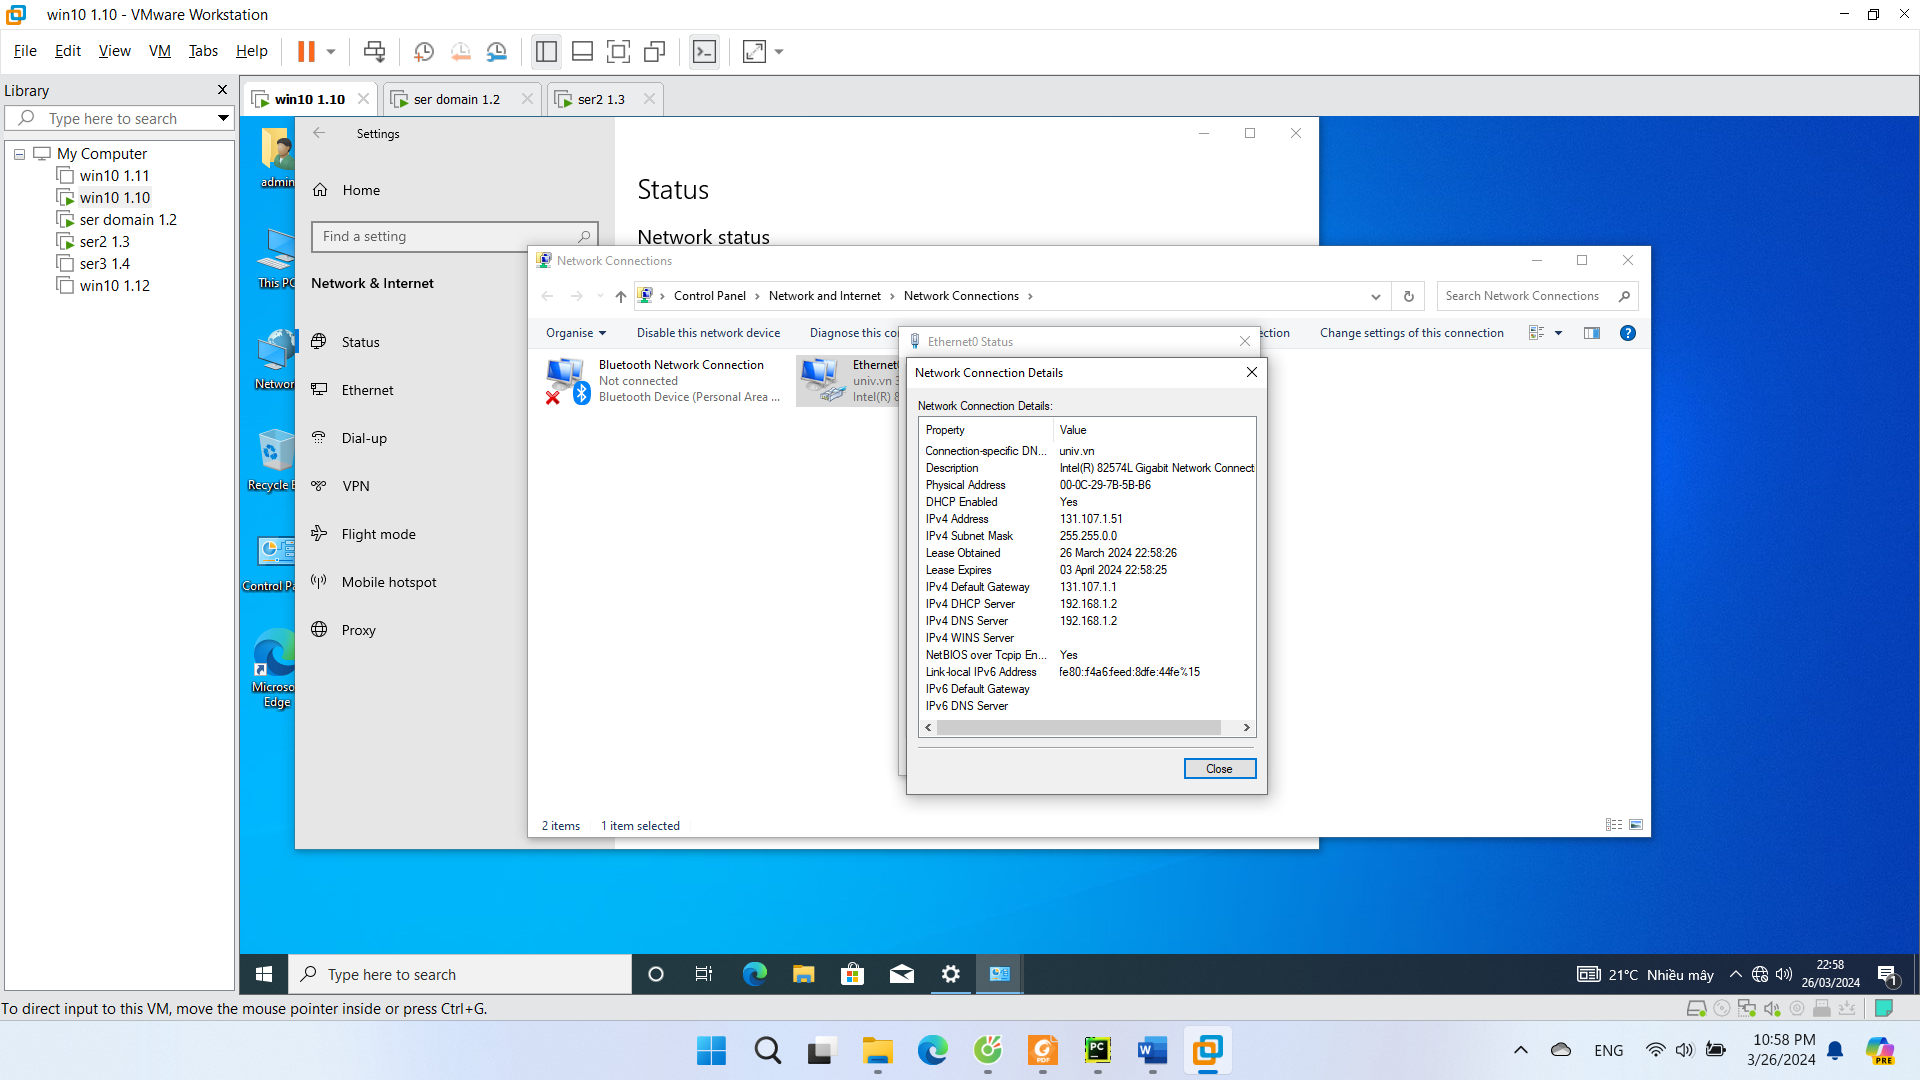 win10 1.10 - VMware Workstation
File Edit View VM Tabs Help
Library
Type here to search
My Computer
win10 1.11
win10 1.10
ser domain 1.2
ser2 1.3
ser3 1.4
win10 1.12
win10 1.10
ser domain 1.2
ser2 1.3
admin
This PC
Network
Recycle B
Control Pa
Microso
Edge
Settings
Home
Find a setting
Network & Internet
Status
Ethernet
Dial-up
VPN
Flight mode
Mobile hotspot
Proxy
Status
Network status
Network Connections
Control Panel > Network and Internet > Network Connections >
Search Network Connections
Organise
Disable this network device
Diagnose this co
ction
Change settings of this connection
Bluetooth Network Connection
Not connected
Bluetooth Device (Personal Area ...
Ethernet
univ.vn 3
Intel(R) 8
2 items 1 item selected
Ethernet0 Status
Network Connection Details
Network Connection Details:
Property Value
Connection-specific DN... univ.vn
Description Intel(R) 82574L Gigabit Network Connecti
Physical Address 00-0C-29-7B-5B-B6
DHCP Enabled Yes
IPv4 Address 131.107.1.51
IPv4 Subnet Mask 255.255.0.0
Lease Obtained 26 March 2024 22:58:26
Lease Expires 03 April 2024 22:58:25
IPv4 Default Gateway 131.107.1.1
IPv4 DHCP Server 192.168.1.2
IPv4 DNS Server 192.168.1.2
IPv4 WINS Server
NetBIOS over Tcpip En... Yes
Link-local IPv6 Address fe80::f4a6:feed:8dfe:44fe%15
IPv6 Default Gateway
IPv6 DNS Server
Close
Type here to search
21°C Nhiều mây
22:58
26/03/2024
1
To direct input to this VM, move the mouse pointer inside or press Ctrl+G.
PDF
PC
W
ENG
10:58 PM
3/26/2024
PRE